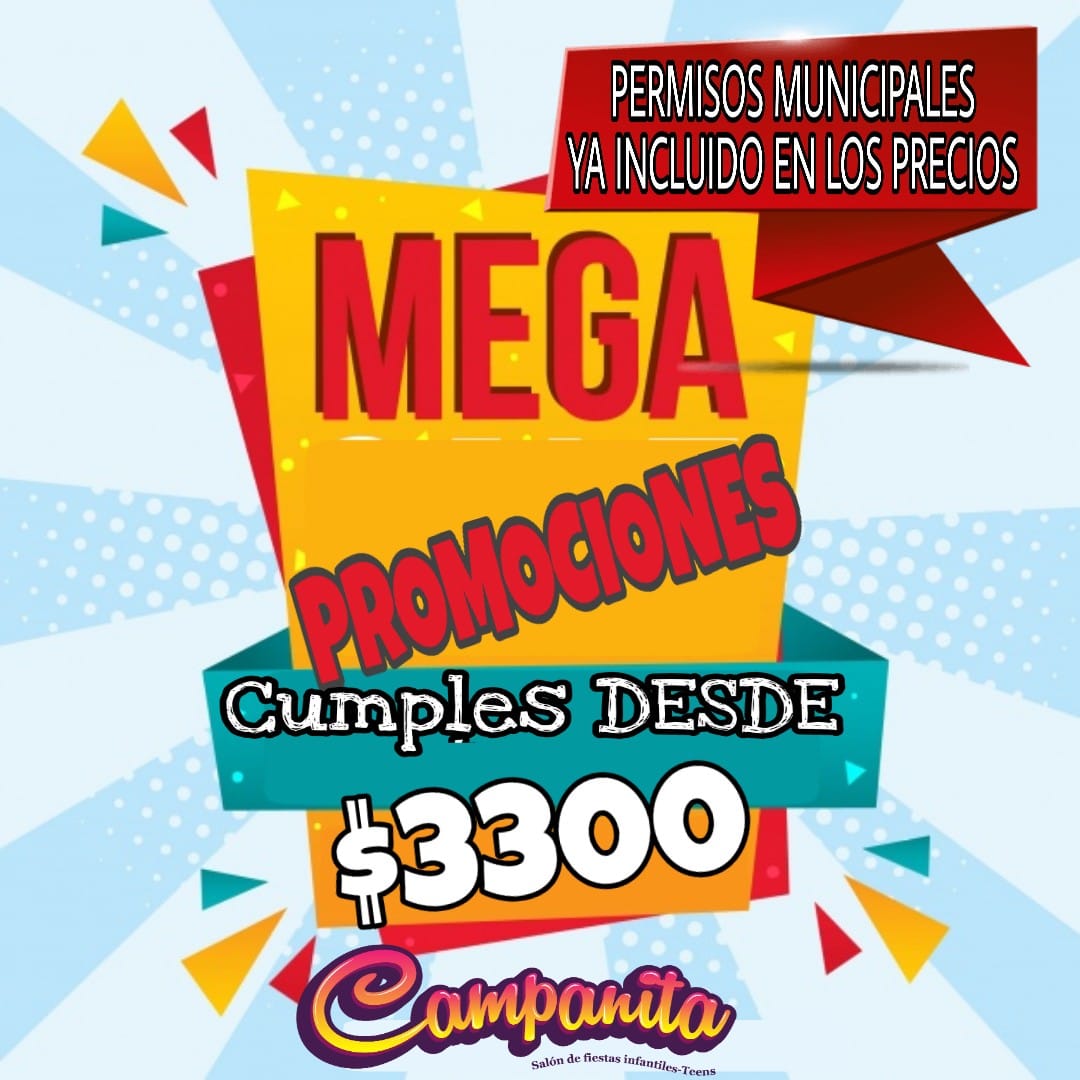 PERMISOS MUNICIPALES
YA INCLUIDO EN LOS PRECIOS
MEGA
PROMOCIONES
Cumples DESDE
$3300
Campanita
Salón de fiestas infantiles-Teens